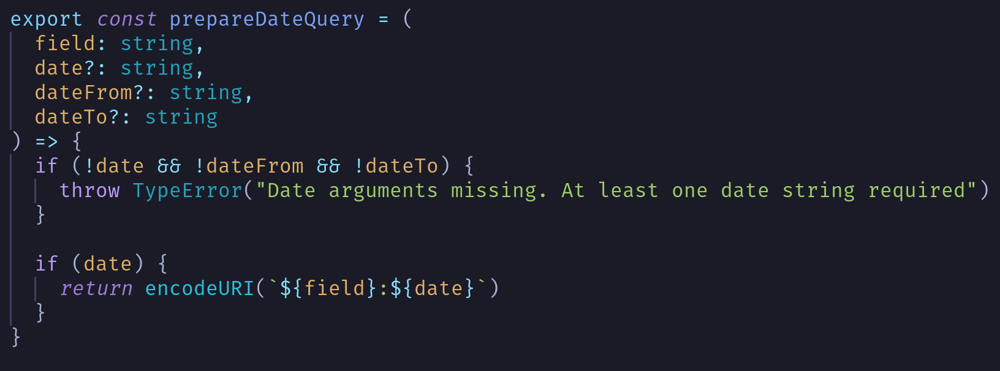 export const prepareDateQuery = (
  field: string,
  date?: string,
  dateFrom?: string,
  dateTo?: string
) => {
  if (!date && !dateFrom && !dateTo) {
    throw TypeError("Date arguments missing. At least one date string required")
  }

  if (date) {
    return encodeURI(`${field}:${date}`)
  }
}